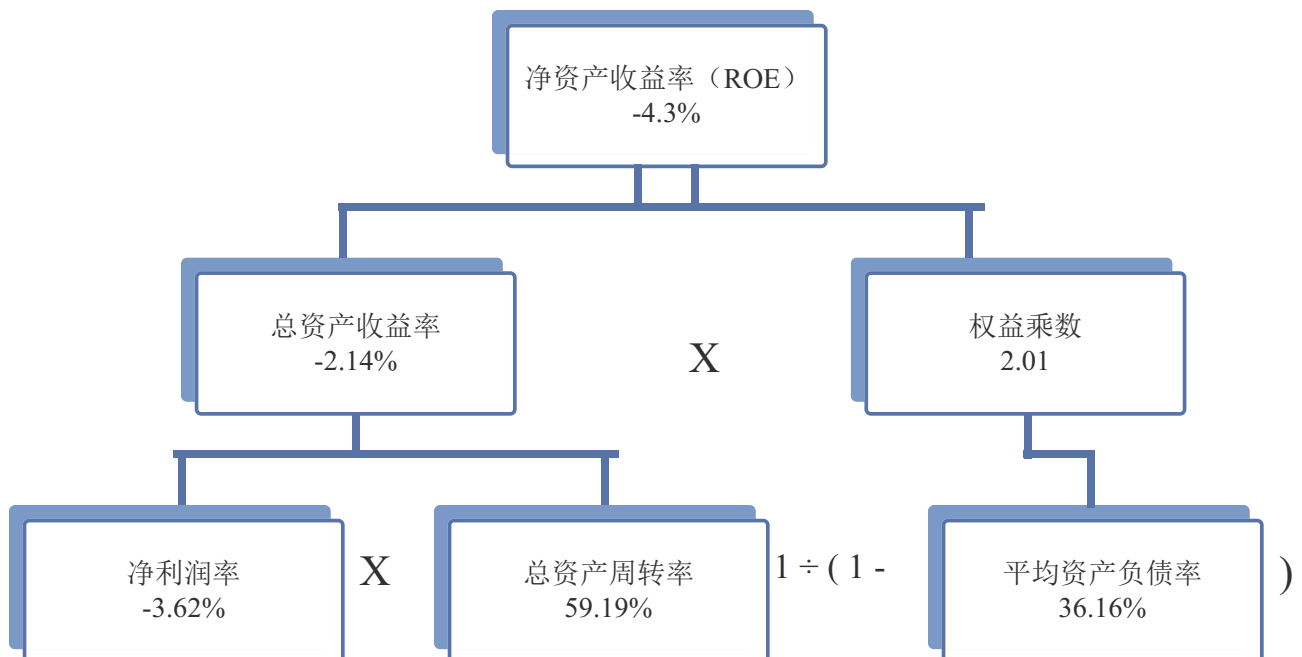 净资产收益率（ROE）
-4.3%
总资产收益率
-2.14%
X
权益乘数
2.01
净利润率
-3.62%
X
总资产周转率
59.19%
1 ÷ ( 1 -
平均资产负债率
36.16%
)